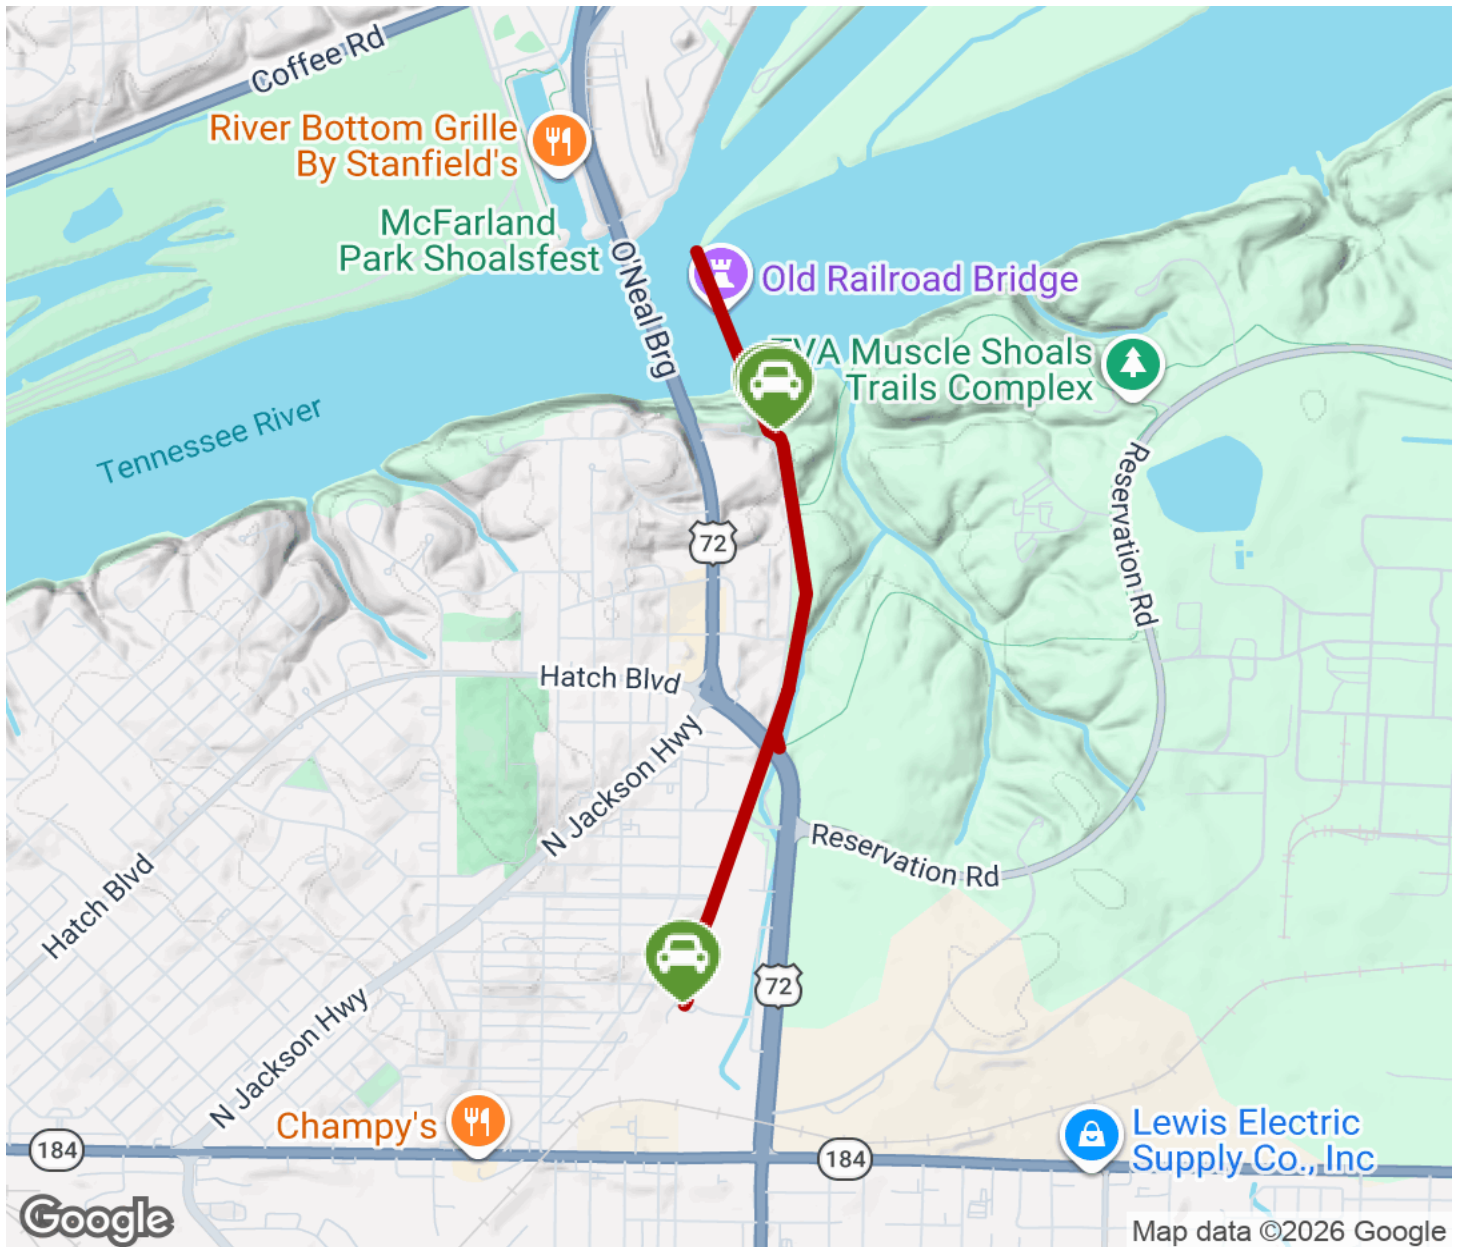 Coffee Rd
River Bottom Grille
By Stanfield's
McFarland
Park Shoalsfest
O'Neal Brg
Old Railroad Bridge
TVA Muscle Shoals
Trails Complex
Tennessee River
Reservation Rd
72
Hatch Blvd
N Jackson Hwy
Reservation Rd
Hatch Blvd
72
N Jackson Hwy
Champy's
184
184
Lewis Electric
Supply Co., Inc
Google
Map data ©2026 Google